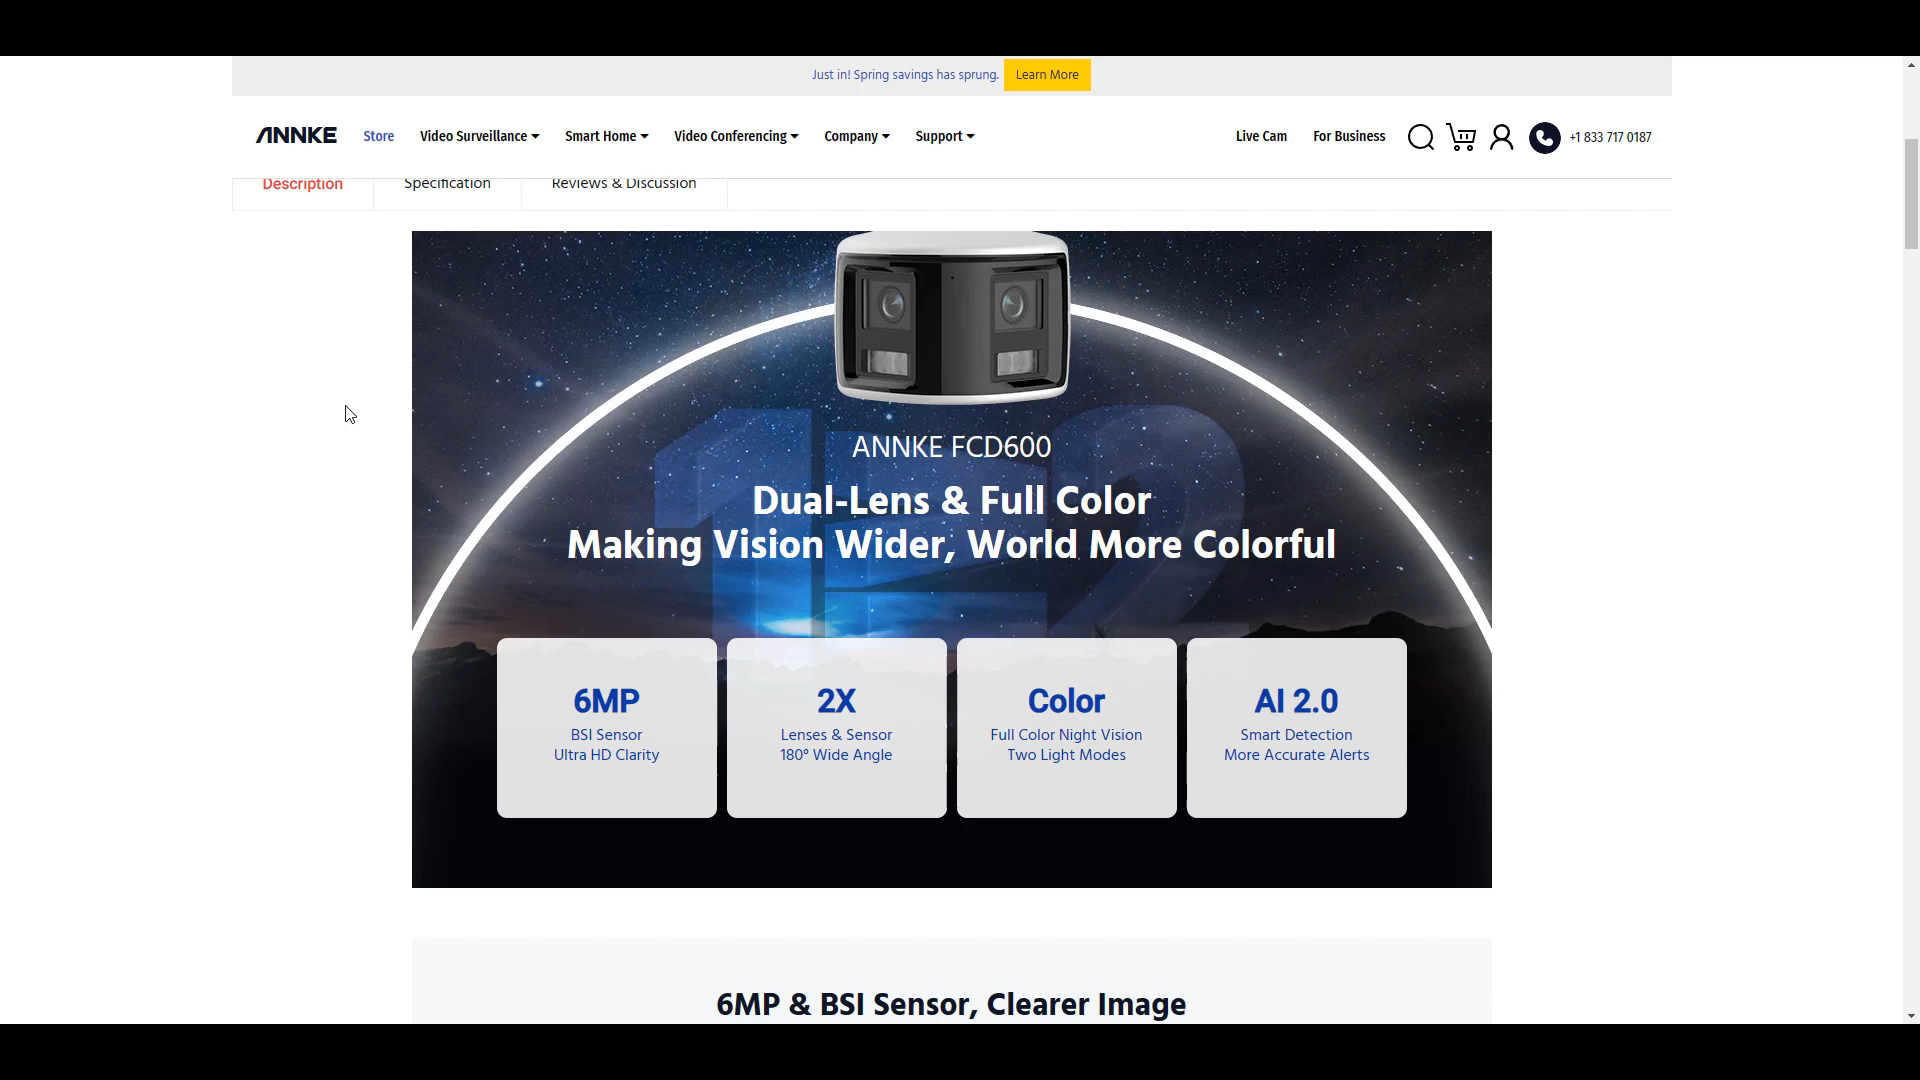 Just in! Spring savings has sprung. Learn More
ANNKE Store Video Surveillance Smart Home Video Conferencing Company Support Live Cam For Business +1 833 717 0187
Description Specification Reviews & Discussion
1=2
ANNKE FCD600
Dual-Lens & Full Color
Making Vision Wider, World More Colorful
6MP
BSI Sensor
Ultra HD Clarity
2X
Lenses & Sensor
180° Wide Angle
Color
Full Color Night Vision
Two Light Modes
AI 2.0
Smart Detection
More Accurate Alerts
6MP & BSI Sensor, Clearer Image